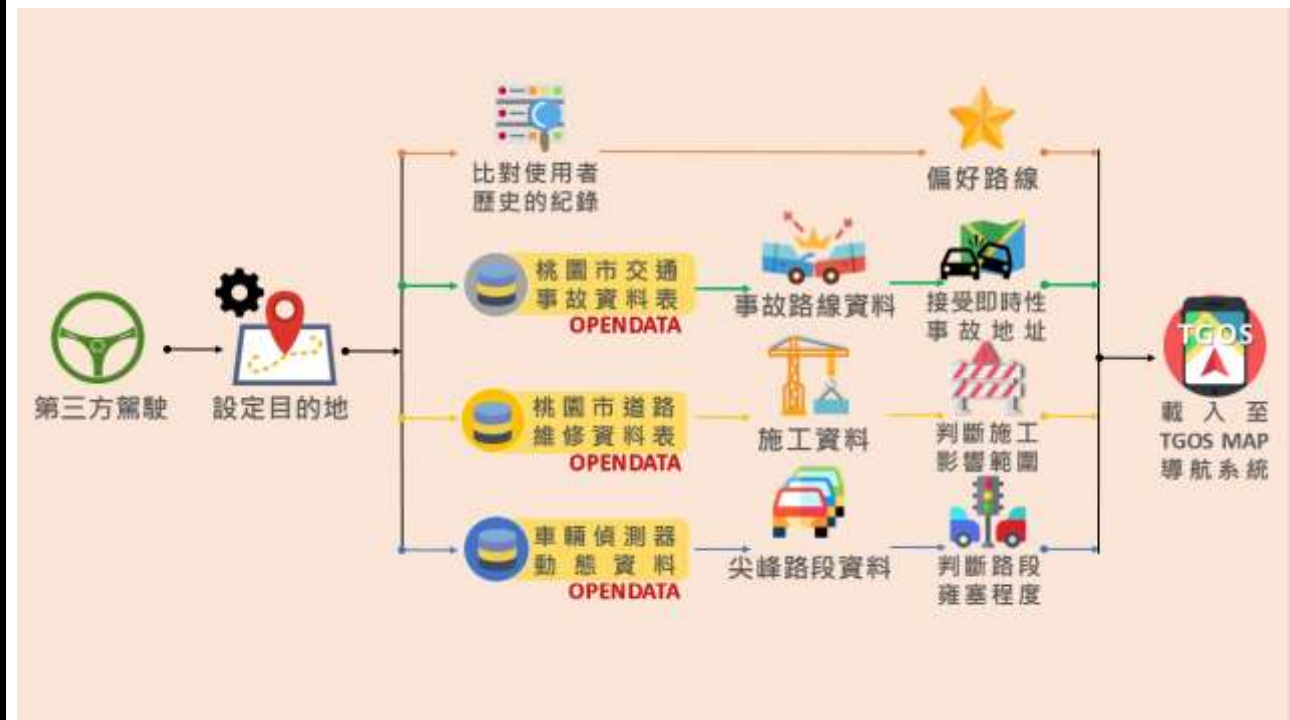 第三方駕駛
設定目的地
比對使用者
歷史的紀錄
偏好路線
桃園市交通
事故資料表
OPENDATA
事故路線資料
接受即時性
事故地址
桃園市道路
維修資料表
OPENDATA
施工資料
判斷施工
影響範圍
車輛偵測器
動態資料
OPENDATA
尖峰路段資料
判斷路段
雍塞程度
TGOS
載入至
TGOS MAP
導航系統